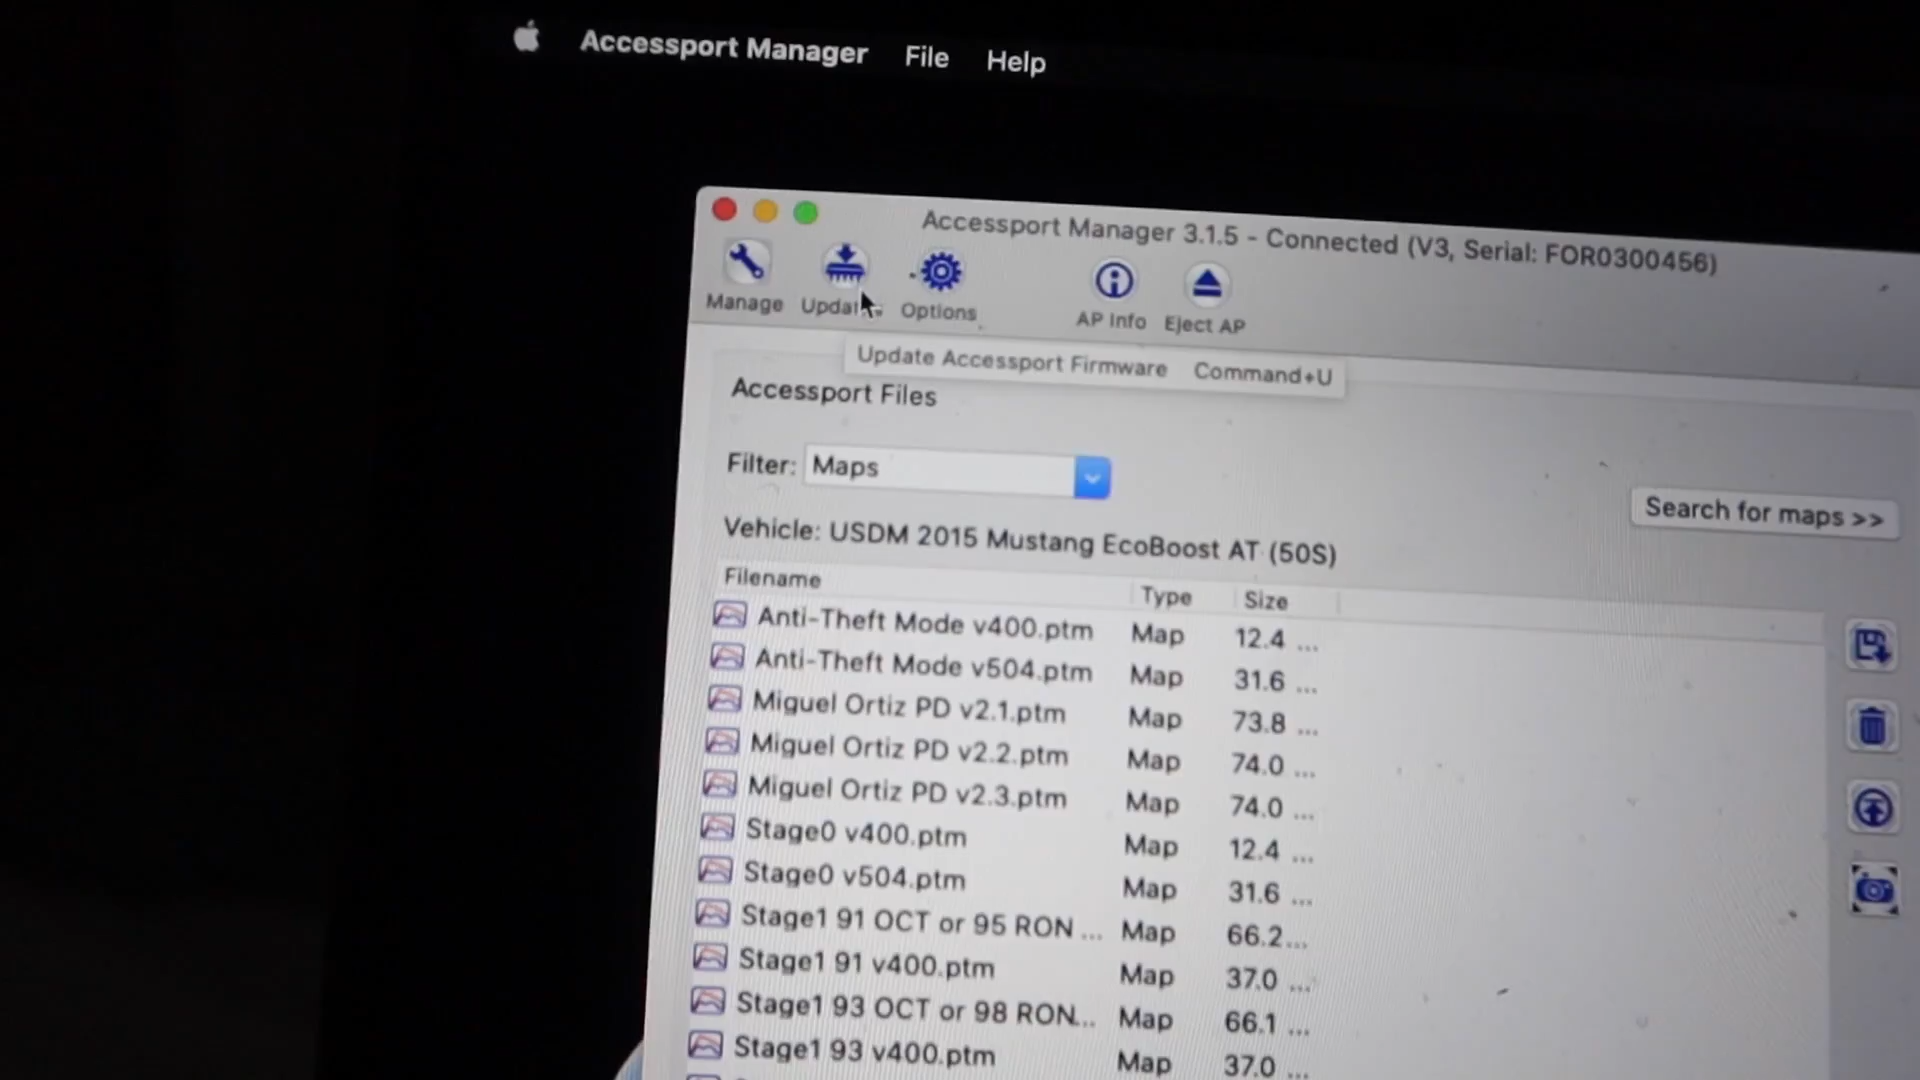 Accessport Manager File Help
Accessport Manager 3.1.5 - Connected (V3, Serial: FOR0300456)
Manage Update Options AP Info Eject AP
Update Accessport Firmware Command+U
Accessport Files
Filter: Maps
Search for maps >>
Vehicle: USDM 2015 Mustang EcoBoost AT (50S)
Filename Type Size
Anti-Theft Mode v400.ptm Map 12.4 ...
Anti-Theft Mode v504.ptm Map 31.6 ...
Miguel Ortiz PD v2.1.ptm Map 73.8 ...
Miguel Ortiz PD v2.2.ptm Map 74.0 ...
Miguel Ortiz PD v2.3.ptm Map 74.0 ...
Stage0 v400.ptm Map 12.4 ...
Stage0 v504.ptm Map 31.6 ...
Stage1 91 OCT or 95 RON ... Map 66.2...
Stage1 91 v400.ptm Map 37.0 ...
Stage1 93 OCT or 98 RON... Map 66.1 ...
Stage1 93 v400.ptm Map 37.0 ...